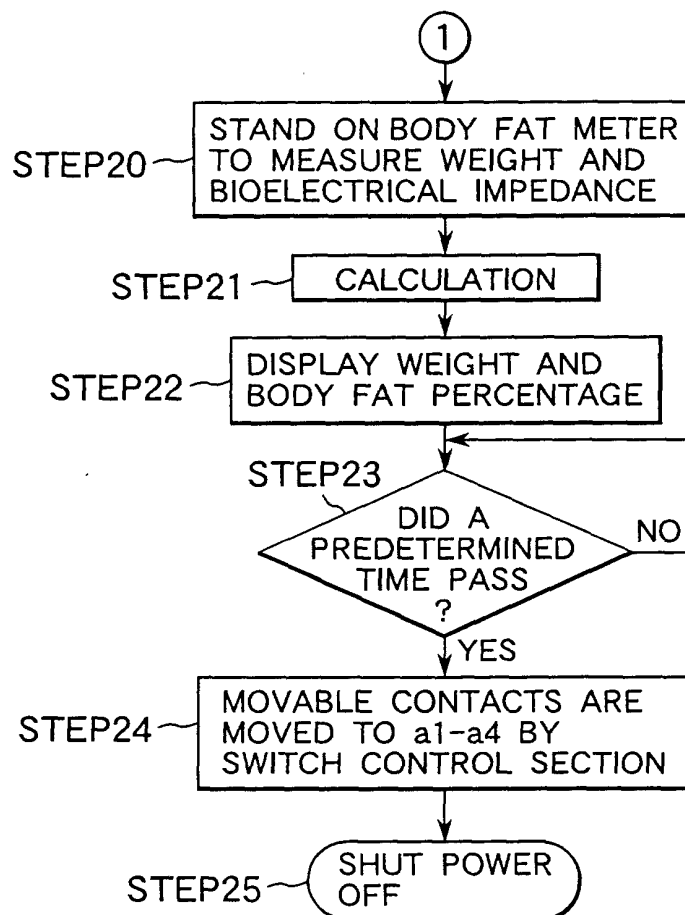 1
STEP20
STAND ON BODY FAT METER
TO MEASURE WEIGHT AND
BIOELECTRICAL IMPEDANCE
STEP21
CALCULATION
STEP22
DISPLAY WEIGHT AND
BODY FAT PERCENTAGE
STEP23
DID A
PREDETERMINED
TIME PASS
?
NO
YES
STEP24
MOVABLE CONTACTS ARE
MOVED TO a1-a4 BY
SWITCH CONTROL SECTION
STEP25
SHUT POWER
OFF